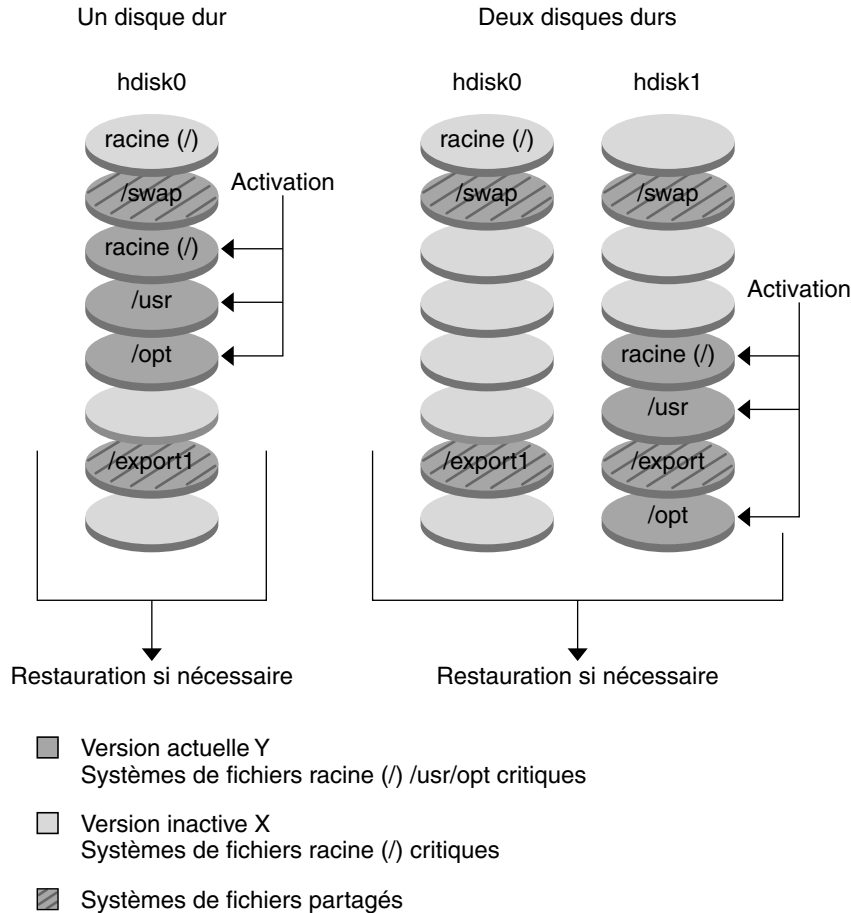 Un disque dur
Deux disques durs
hdisk0
racine (/)
/swap
Activation
racine (/)
/usr
/opt
/export1
Restauration si nécessaire
hdisk0
hdisk1
racine (/)
/swap
/swap
Activation
racine (/)
/usr
/export1
/export
/opt
Restauration si nécessaire
Version actuelle Y
Systèmes de fichiers racine (/) /usr/opt critiques
Version inactive X
Systèmes de fichiers racine (/) critiques
Systèmes de fichiers partagés